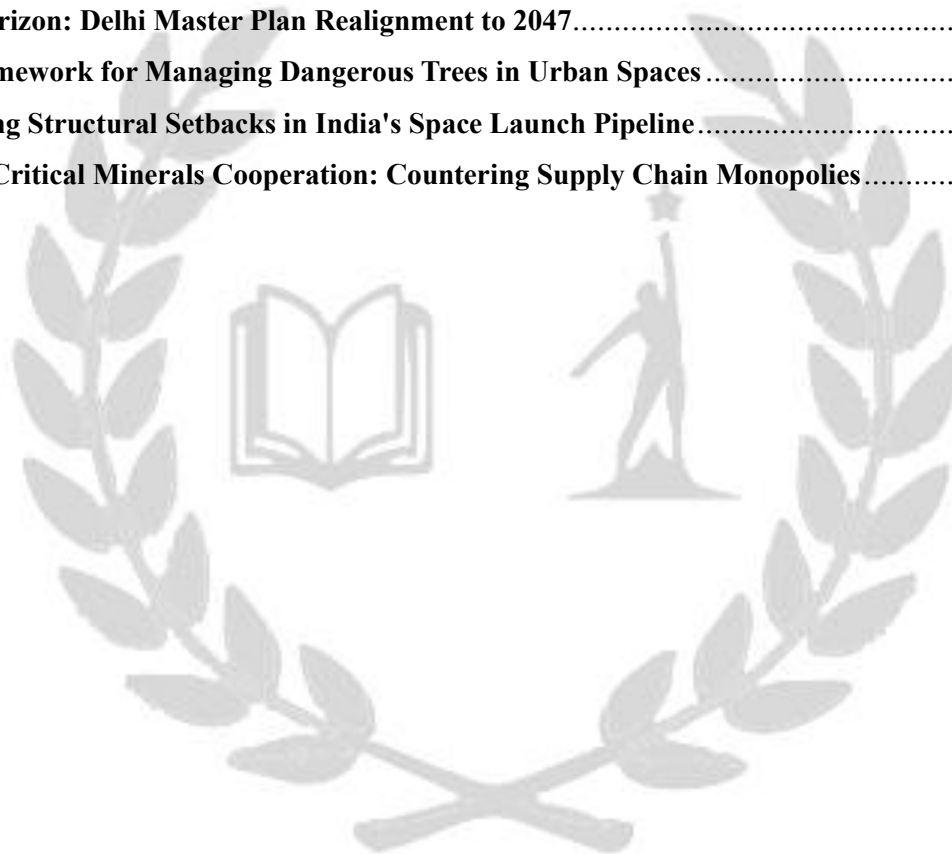 rizon: Delhi Master Plan Realignment to 2047......................................................
mework for Managing Dangerous Trees in Urban Spaces...................................
ng Structural Setbacks in India's Space Launch Pipeline....................................
Critical Minerals Cooperation: Countering Supply Chain Monopolies............